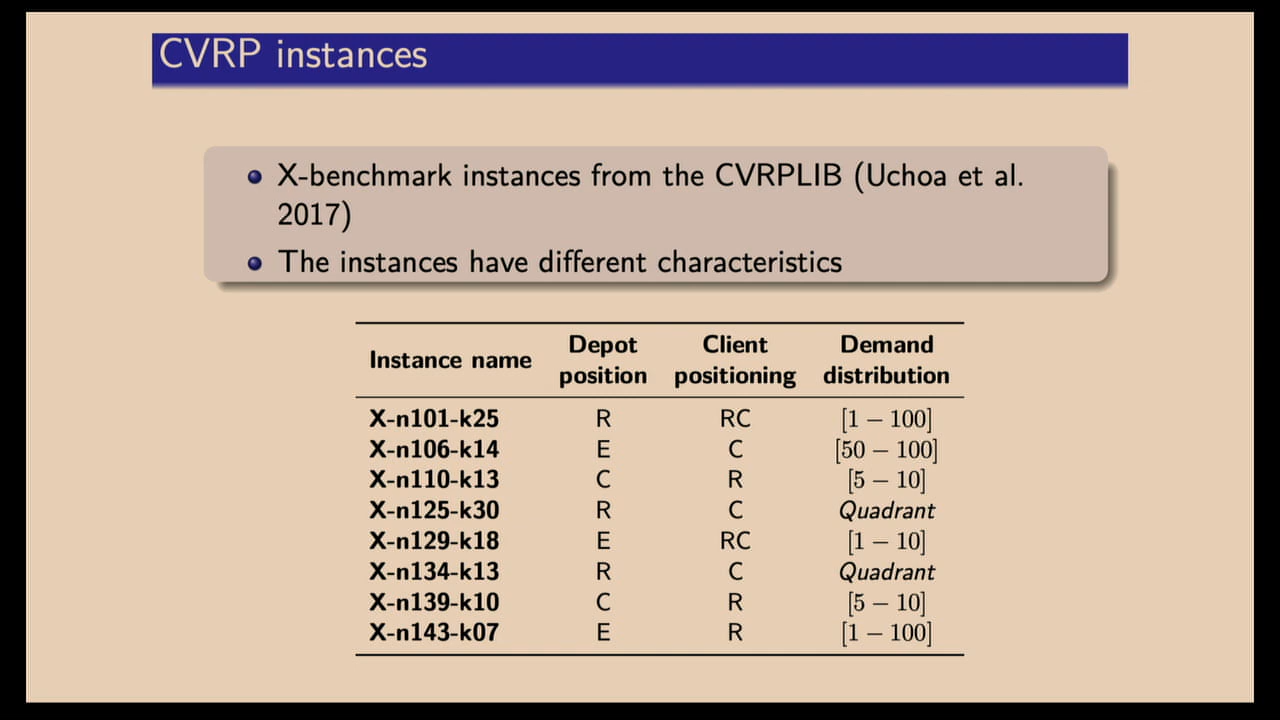 CVRP instances
X-benchmark instances from the CVRPLIB (Uchoa et al.
2017)
The instances have different characteristics
Instance name Depot position Client positioning Demand distribution
X-n101-k25 R RC [1 – 100]
X-n106-k14 E C [50 – 100]
X-n110-k13 C R [5 – 10]
X-n125-k30 R C Quadrant
X-n129-k18 E RC [1 – 10]
X-n134-k13 R C Quadrant
X-n139-k10 C R [5 – 10]
X-n143-k07 E R [1 – 100]